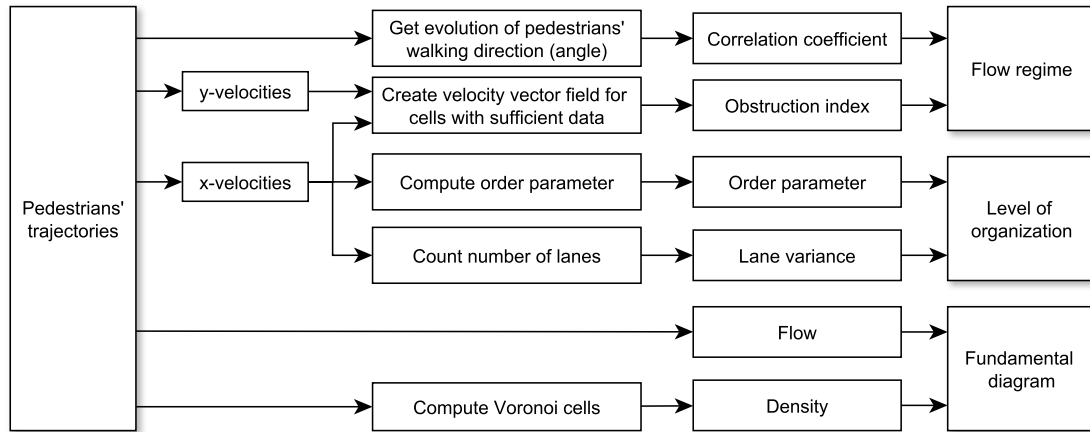 Pedestrians'
trajectories
y-velocities
x-velocities
Get evolution of pedestrians'
walking direction (angle)
Create velocity vector field for
cells with sufficient data
Compute order parameter
Count number of lanes
Compute Voronoi cells
Correlation coefficient
Obstruction index
Order parameter
Lane variance
Flow
Density
Flow regime
Level of
organization
Fundamental
diagram